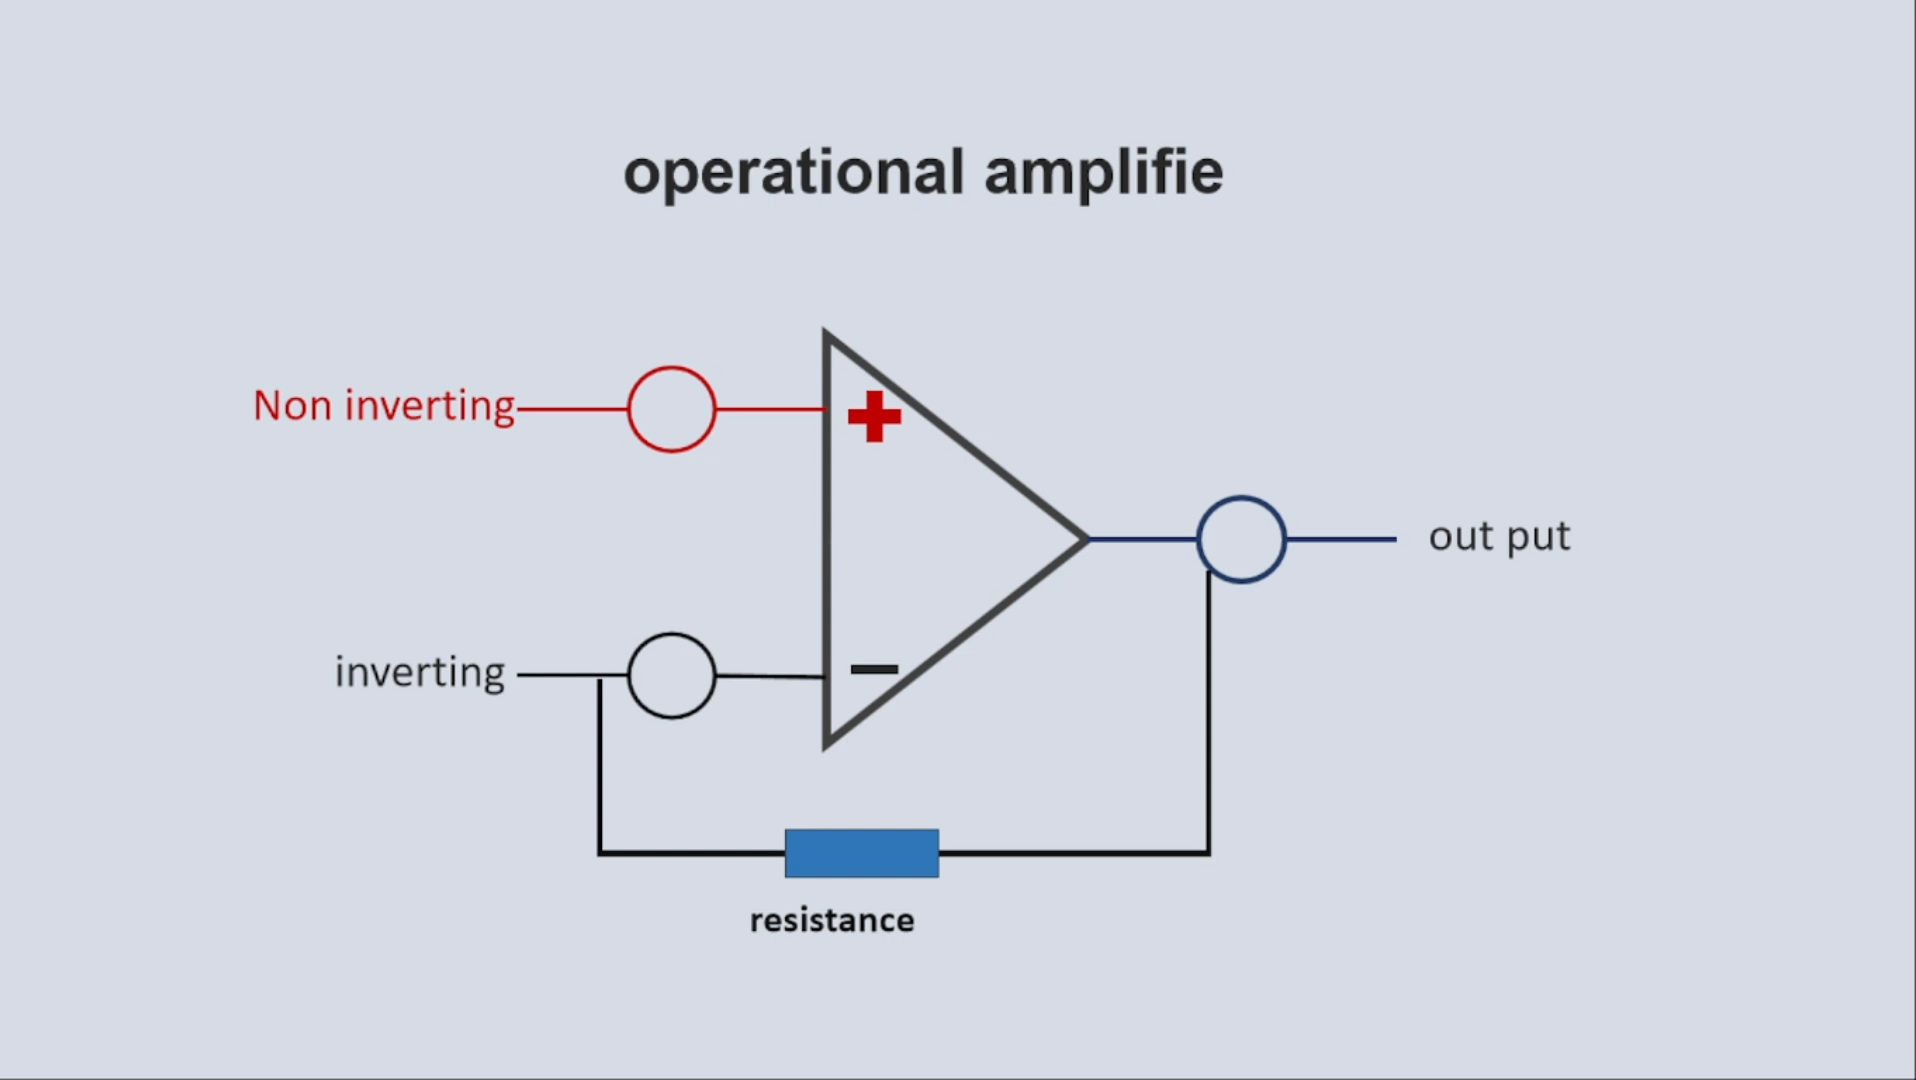 operational amplifie
Non inverting
out put
inverting
resistance